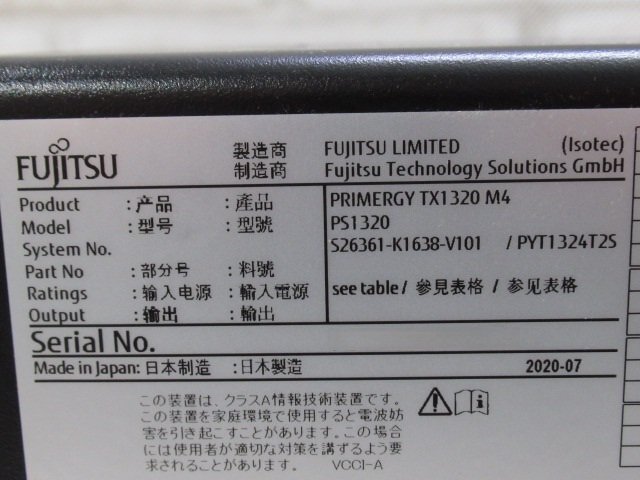 FUJITSU 製造商 FUJITSU LIMITED (Isotec)
制造商 Fujitsu Technology Solutions GmbH
Product :产品 :產品 PRIMERGY TX1320 M4
Model :型号 :型號 PS1320
System No. S26361-K1638-V101 / PYT1324T2S
Part No :部分号 :料號
Ratings :输入电源 :輸入電源 see table / 參見表格 / 参见表格
Output :输出 :輸出
Serial No.
Made in Japan :日本制造 :日本製造 2020-07
この装置は、クラスA情報技術装置です。
この装置を家庭環境で使用すると電波妨
害を引き起こすことがあります。この場合
には使用者が適切な対策を講ずるよう要
求されることがあります。 VCCI-A